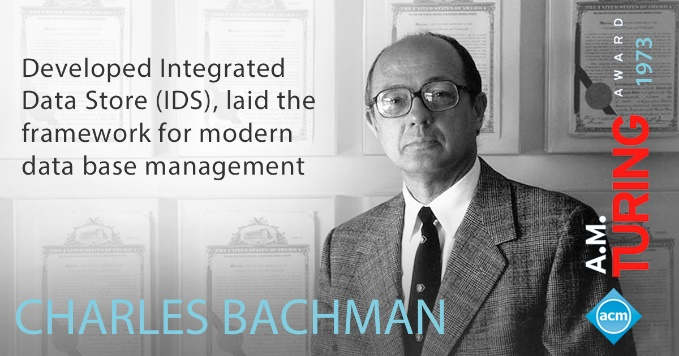 Developed Integrated
Data Store (IDS), laid the
framework for modern
data base management
CHARLES BACHMAN
A.M.
TURING
AWARD
1973
acm